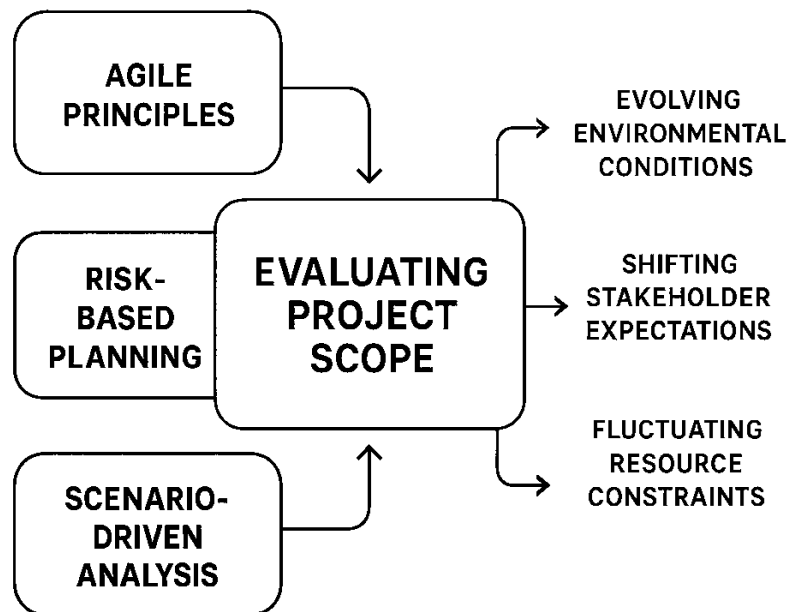 AGILE
PRINCIPLES
RISK-
BASED
PLANNING
SCENARIO-
DRIVEN
ANALYSIS
EVALUATING
PROJECT
SCOPE
EVOLVING
ENVIRONMENTAL
CONDITIONS
SHIFTING
STAKEHOLDER
EXPECTATIONS
FLUCTUATING
RESOURCE
CONSTRAINTS